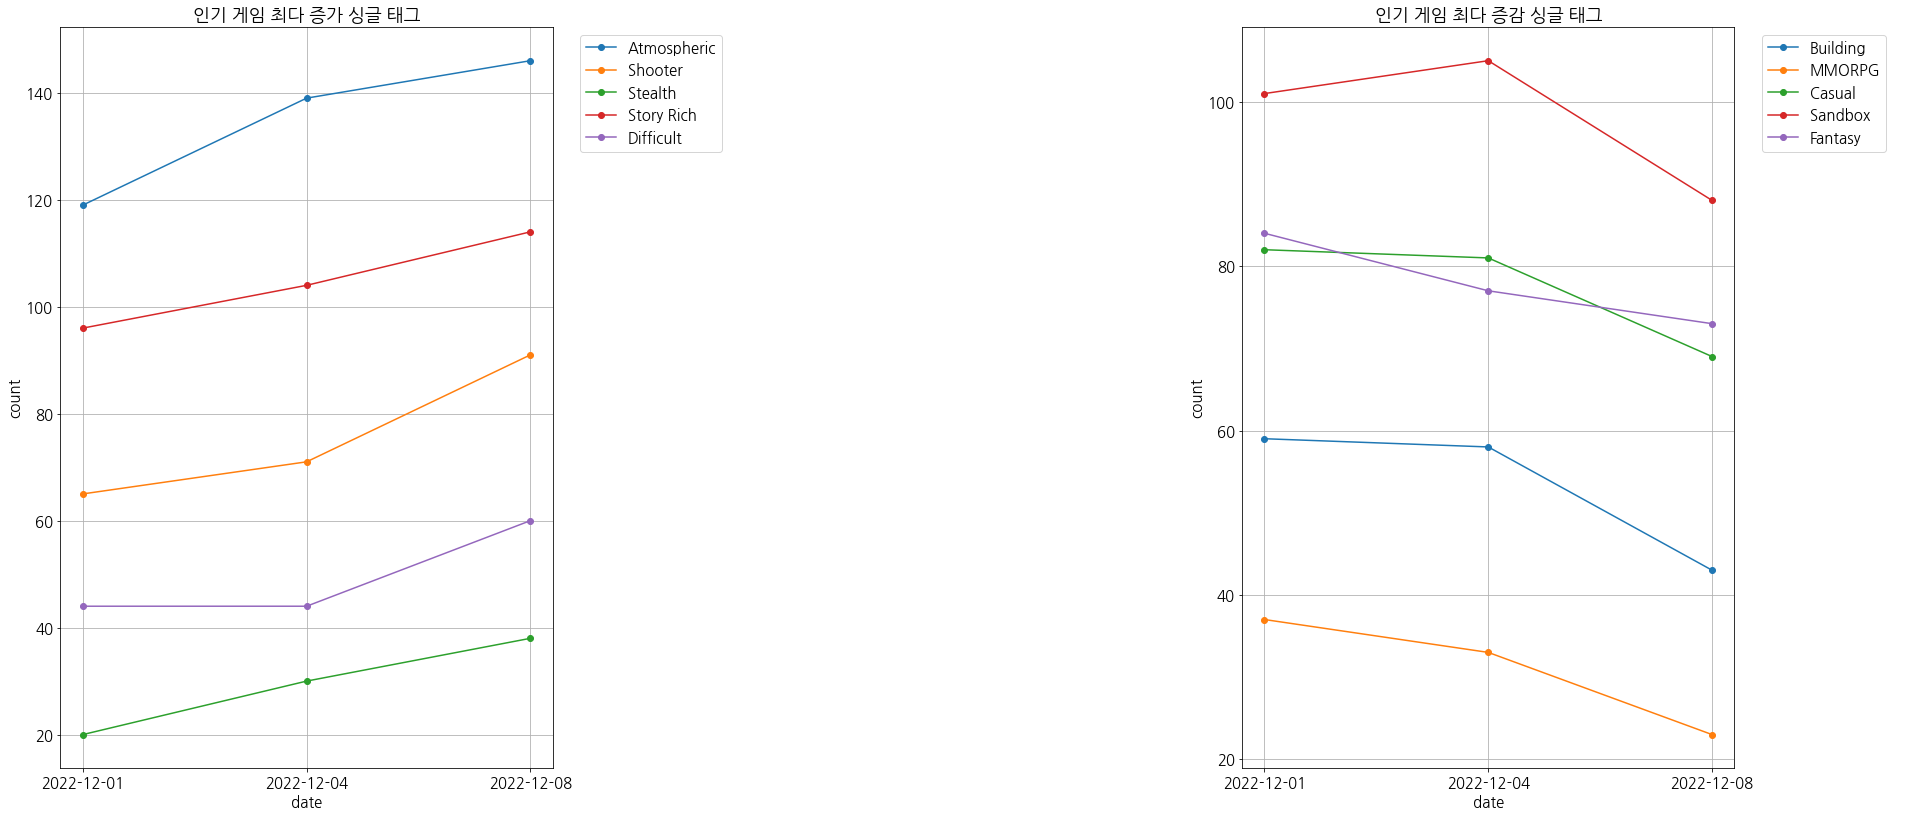 인기 게임 최다 증가 싱글 태그
140
120
100
80
60
40
20
count
2022-12-01
2022-12-04
2022-12-08
date
Atmospheric
Shooter
Stealth
Story Rich
Difficult
인기 게임 최다 증감 싱글 태그
100
80
60
40
20
count
2022-12-01
2022-12-04
2022-12-08
date
Building
MMORPG
Casual
Sandbox
Fantasy